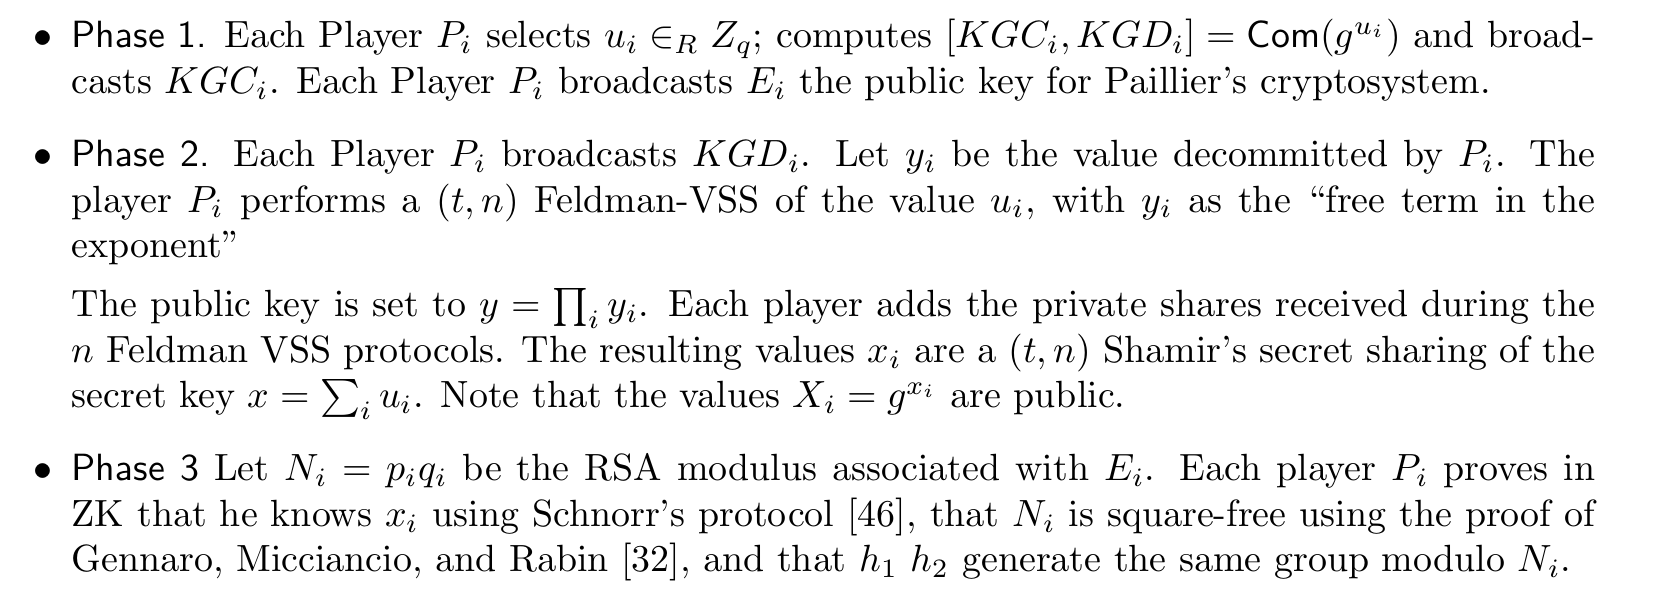 • Phase 1. Each Player P_i selects u_i ∈_R Z_q; computes [KGC_i, KGD_i] = Com(g^{u_i}) and broad-
casts KGC_i. Each Player P_i broadcasts E_i the public key for Paillier's cryptosystem.
• Phase 2. Each Player P_i broadcasts KGD_i. Let y_i be the value decommitted by P_i. The
player P_i performs a (t, n) Feldman-VSS of the value u_i, with y_i as the “free term in the
exponent”
The public key is set to y = ∏_i y_i. Each player adds the private shares received during the
n Feldman VSS protocols. The resulting values x_i are a (t, n) Shamir's secret sharing of the
secret key x = ∑_i u_i. Note that the values X_i = g^{x_i} are public.
• Phase 3 Let N_i = p_i q_i be the RSA modulus associated with E_i. Each player P_i proves in
ZK that he knows x_i using Schnorr's protocol [46], that N_i is square-free using the proof of
Gennaro, Micciancio, and Rabin [32], and that h_1 h_2 generate the same group modulo N_i.